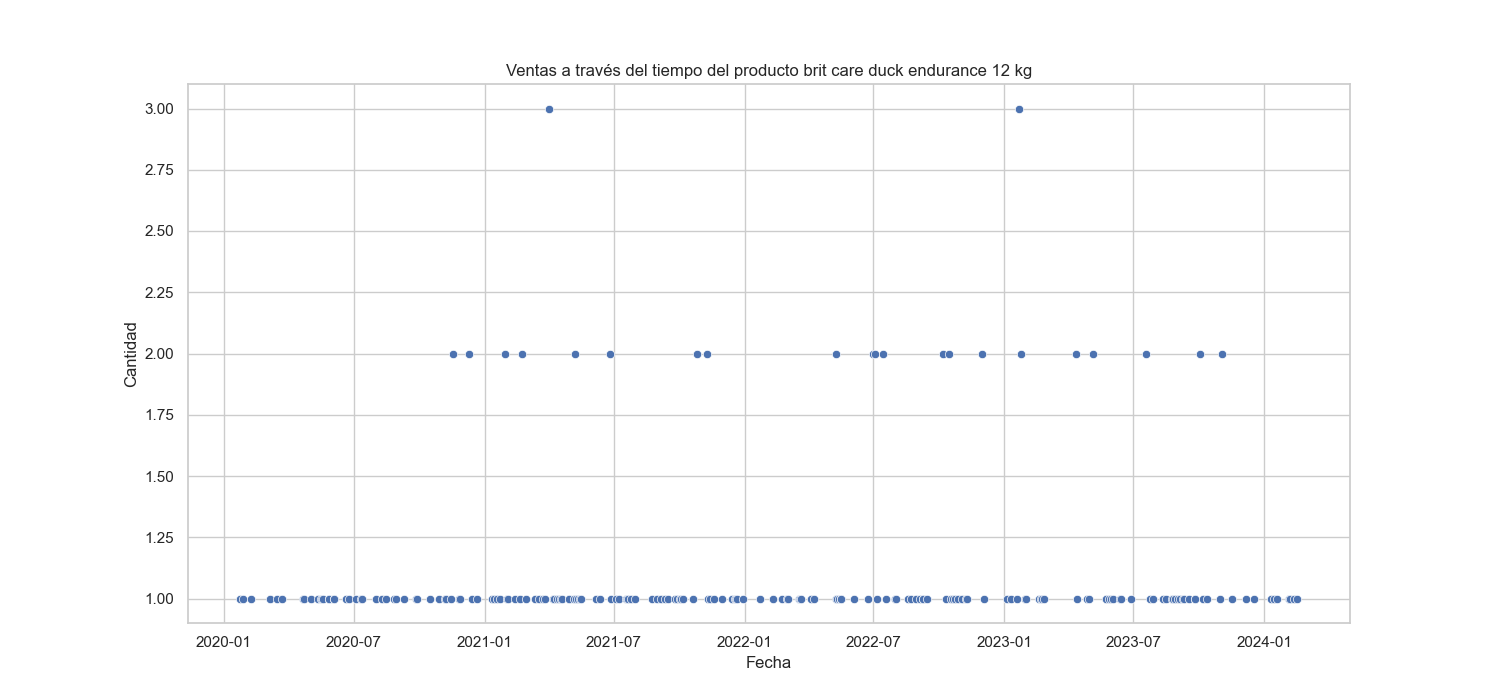 Ventas a través del tiempo del producto brit care duck endurance 12 kg
3.00
2.75
2.50
2.25
2.00
1.75
1.50
1.25
1.00
Cantidad
2020-01 2020-07 2021-01 2021-07 2022-01 2022-07 2023-01 2023-07 2024-01
Fecha